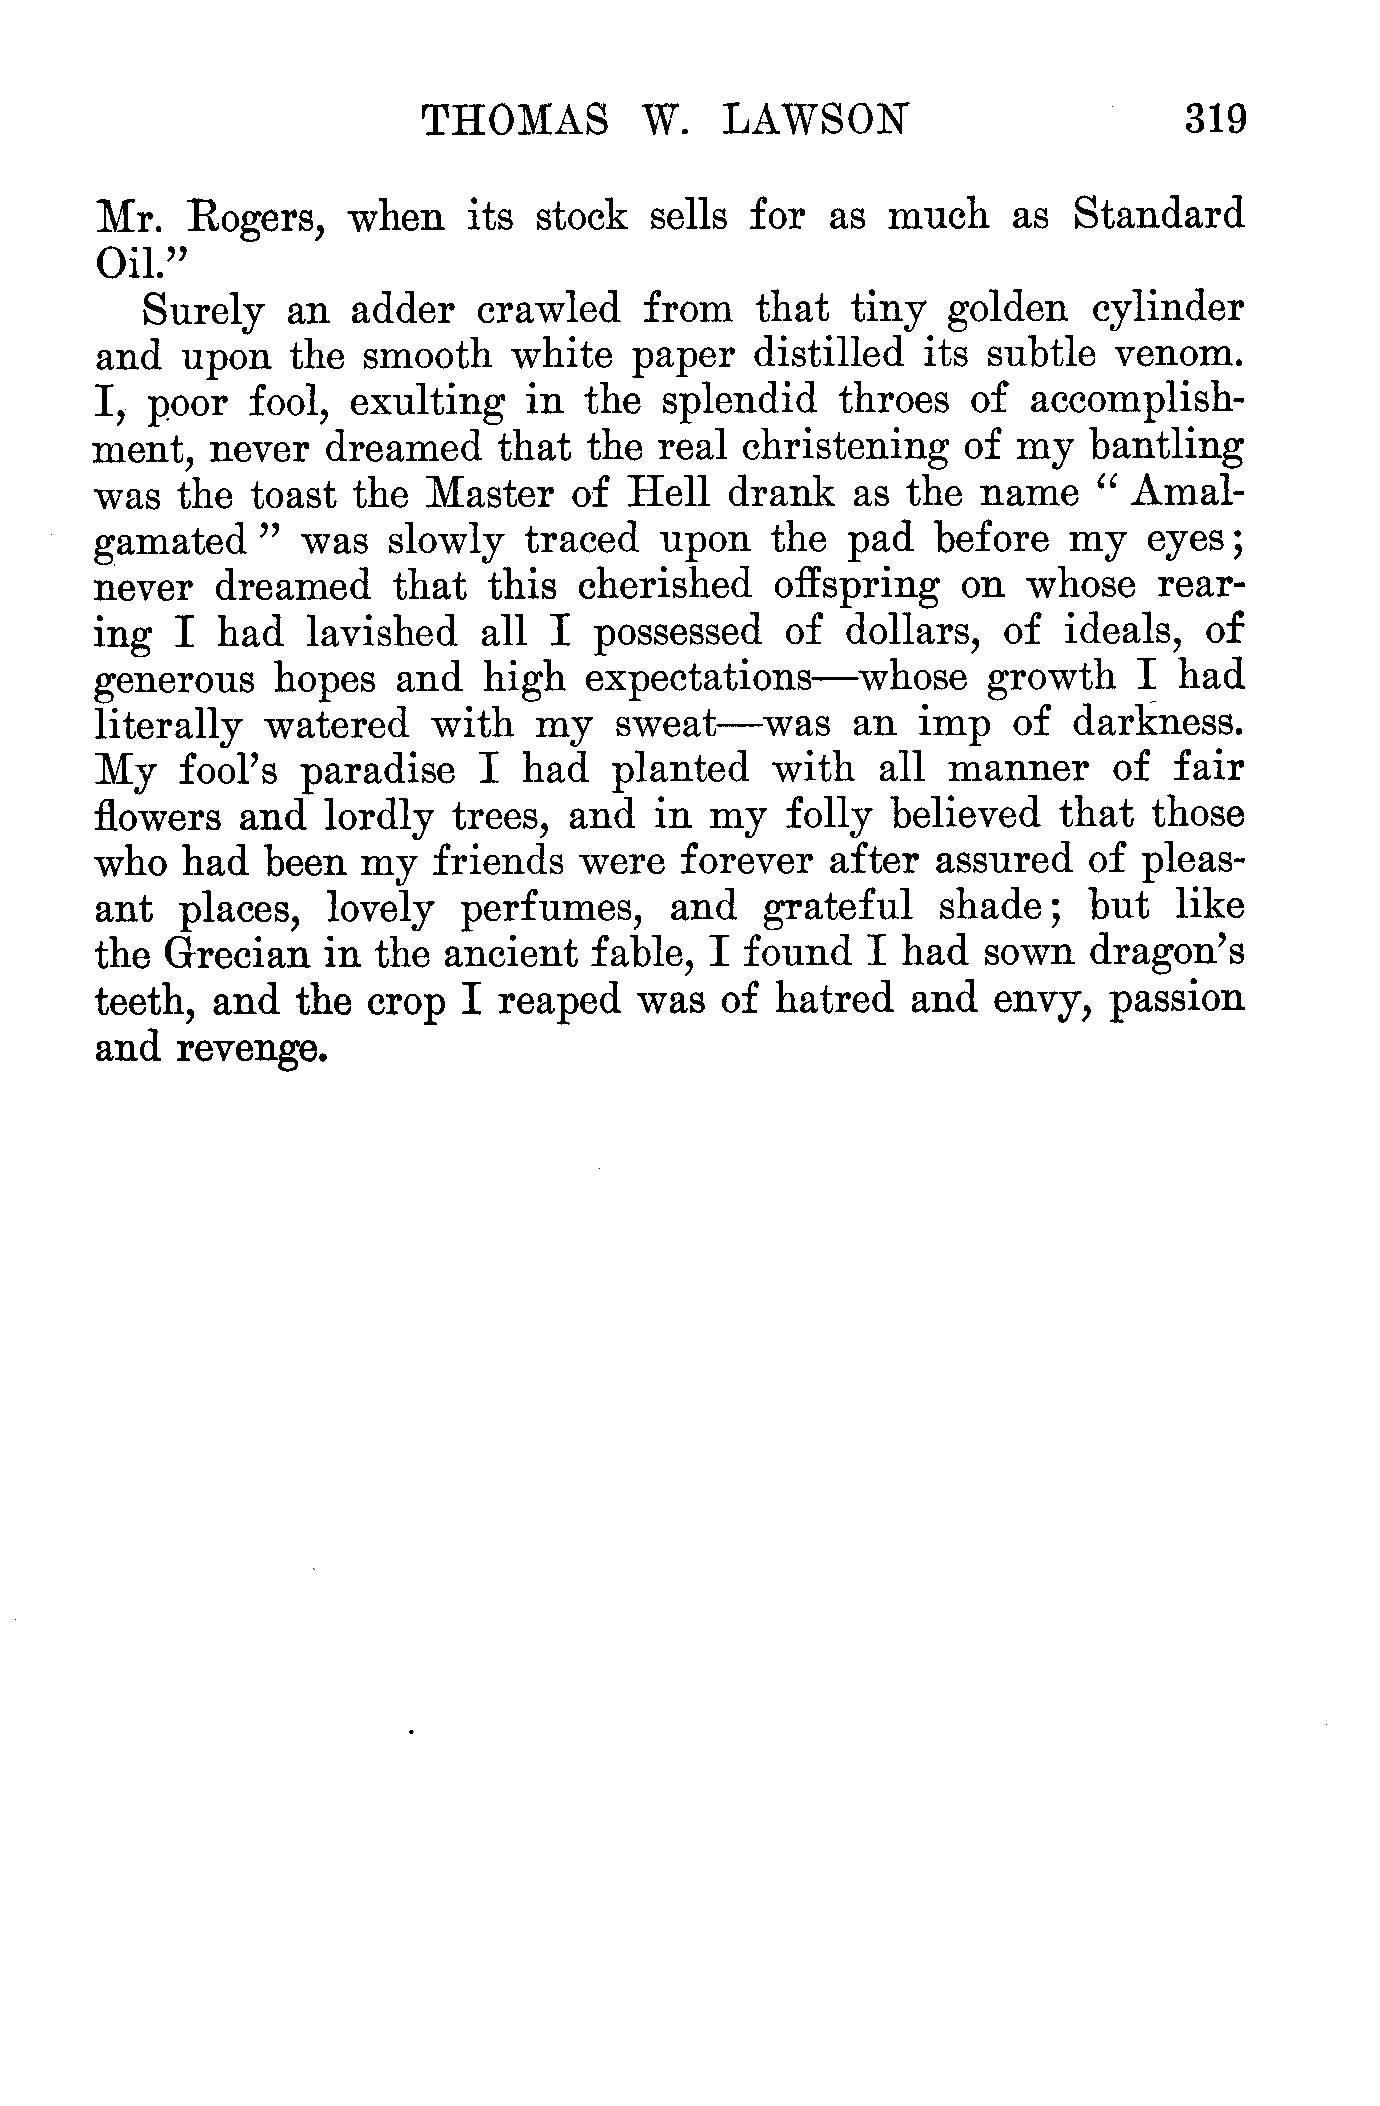 THOMAS W. LAWSON 319
Mr. Rogers, when its stock sells for as much as Standard
Oil.”
Surely an adder crawled from that tiny golden cylinder
and upon the smooth white paper distilled its subtle venom.
I, poor fool, exulting in the splendid throes of accomplish-
ment, never dreamed that the real christening of my bantling
was the toast the Master of Hell drank as the name “ Amal-
gamated ” was slowly traced upon the pad before my eyes;
never dreamed that this cherished offspring on whose rear-
ing I had lavished all I possessed of dollars, of ideals, of
generous hopes and high expectations—whose growth I had
literally watered with my sweat—was an imp of darkness.
My fool’s paradise I had planted with all manner of fair
flowers and lordly trees, and in my folly believed that those
who had been my friends were forever after assured of pleas-
ant places, lovely perfumes, and grateful shade; but like
the Grecian in the ancient fable, I found I had sown dragon’s
teeth, and the crop I reaped was of hatred and envy, passion
and revenge.